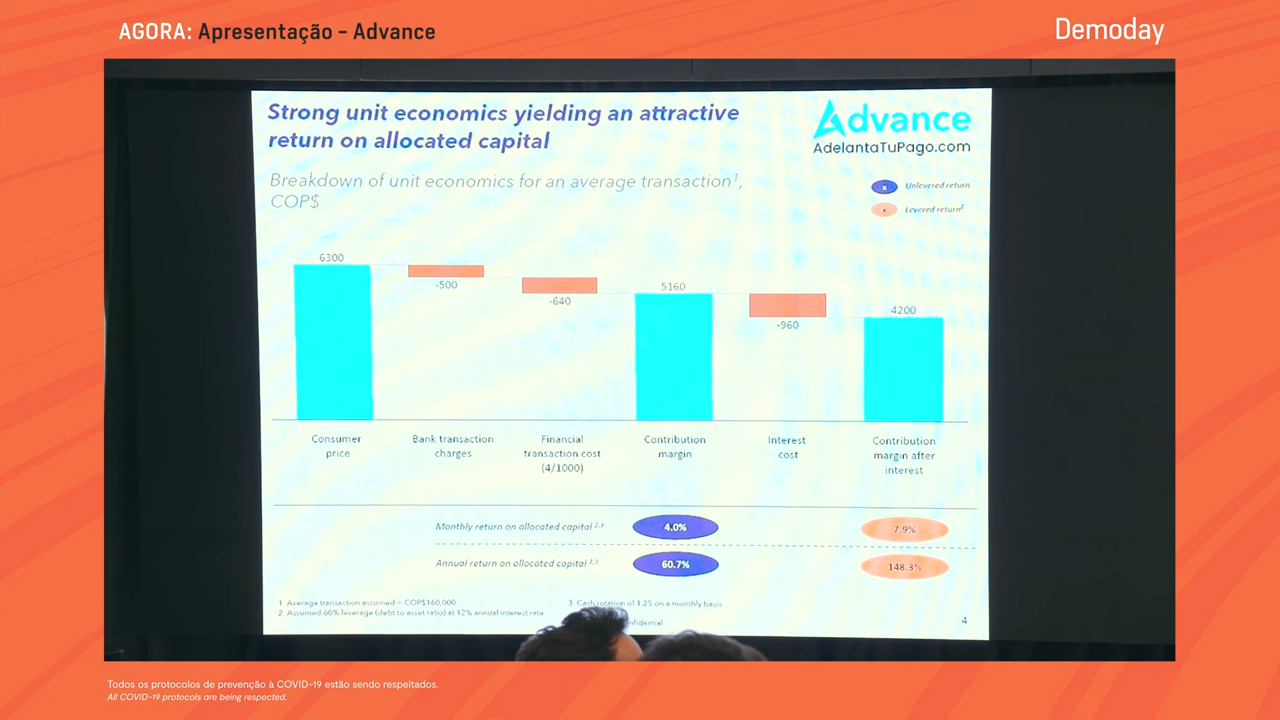 AGORA: Apresentação - Advance
Demoday
Strong unit economics yielding an attractive
return on allocated capital
Advance
AdelantaTuPago.com
Breakdown of unit economics for an average transaction¹,
COP$
x Unlevered return
x Levered return²
6300
-500
-640
5160
-960
4200
Consumer
price
Bank transaction
charges
Financial
transaction cost
(4/1000)
Contribution
margin
Interest
cost
Contribution
margin after
interest
Monthly return on allocated capital ²,³
4.0%
7.9%
Annual return on allocated capital ²,³
60.7%
148.3%
1 Average transaction assumed = COP$160,000
2 Assumed 60% leverage (debt to asset ratio) at 12% annual interest rate
3 Cash rotation of 1.25 on a monthly basis
4
Todos os protocolos de prevenção à COVID-19 estão sendo respeitados.
All COVID-19 protocols are being respected.